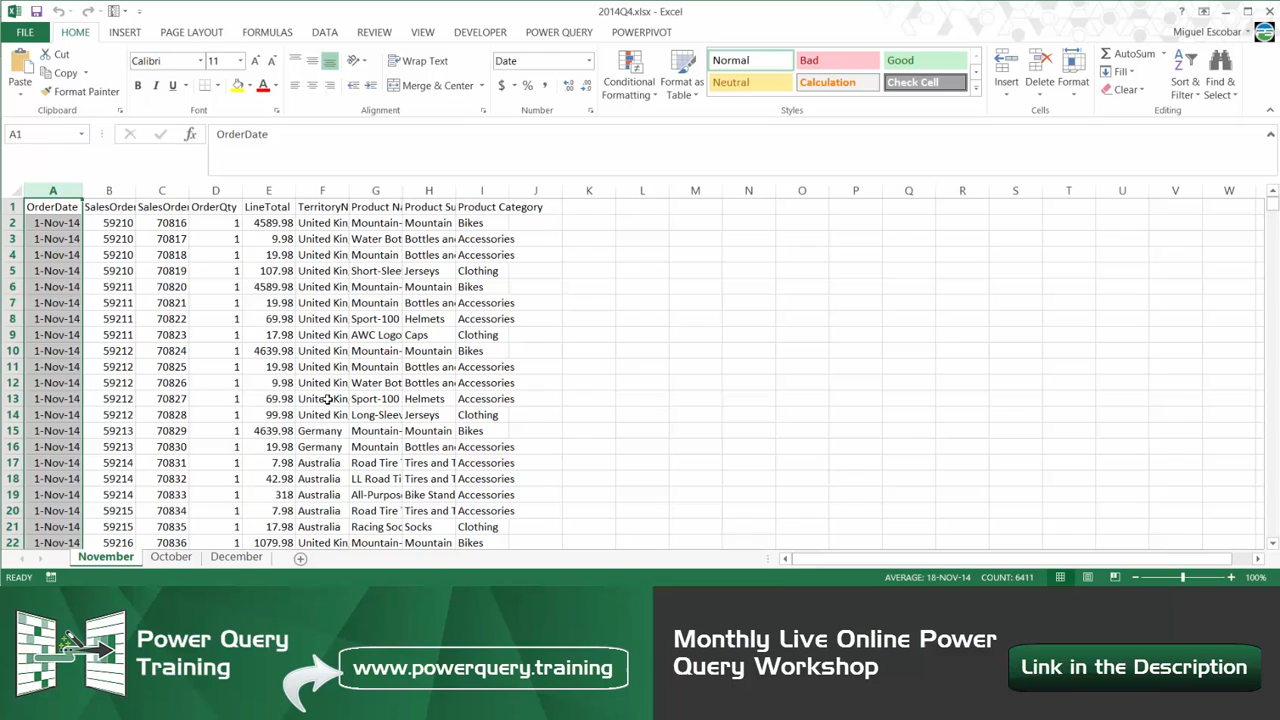 2014Q4.xlsx - Excel
FILE HOME INSERT PAGE LAYOUT FORMULAS DATA REVIEW VIEW DEVELOPER POWER QUERY POWERPIVOT Miguel Escobar
Paste Cut Copy Format Painter Clipboard
Calibri 11 B I U Font
Wrap Text Merge & Center Alignment
Date $ % , Number
Conditional Formatting Format as Table
Normal Bad Good
Neutral Calculation Check Cell
Styles
Insert Delete Format Cells
AutoSum Fill Clear Sort & Filter Find & Select Editing
A1 fx OrderDate
A B C D E F G H I J K L M N O P Q R S T U V W
1 OrderDate SalesOrder SalesOrder OrderQty LineTotal TerritoryN Product Na Product Su Product Category
2 1-Nov-14 59210 70816 1 4589.98 United Kin Mountain- Mountain Bikes
3 1-Nov-14 59210 70817 1 9.98 United Kin Water Bot Bottles and Accessories
4 1-Nov-14 59210 70818 1 19.98 United Kin Mountain Bottles and Accessories
5 1-Nov-14 59210 70819 1 107.98 United Kin Short-Slee Jerseys Clothing
6 1-Nov-14 59211 70820 1 4589.98 United Kin Mountain- Mountain Bikes
7 1-Nov-14 59211 70821 1 19.98 United Kin Mountain Bottles and Accessories
8 1-Nov-14 59211 70822 1 69.98 United Kin Sport-100 Helmets Accessories
9 1-Nov-14 59211 70823 1 17.98 United Kin AWC Logo Caps Clothing
10 1-Nov-14 59212 70824 1 4639.98 United Kin Mountain- Mountain Bikes
11 1-Nov-14 59212 70825 1 19.98 United Kin Mountain Bottles and Accessories
12 1-Nov-14 59212 70826 1 9.98 United Kin Water Bot Bottles and Accessories
13 1-Nov-14 59212 70827 1 69.98 United Kin Sport-100 Helmets Accessories
14 1-Nov-14 59212 70828 1 99.98 United Kin Long-Sleev Jerseys Clothing
15 1-Nov-14 59213 70829 1 4639.98 Germany Mountain- Mountain Bikes
16 1-Nov-14 59213 70830 1 19.98 Germany Mountain Bottles and Accessories
17 1-Nov-14 59214 70831 1 7.98 Australia Road Tire Tires and T Accessories
18 1-Nov-14 59214 70832 1 42.98 Australia LL Road Ti Tires and T Accessories
19 1-Nov-14 59214 70833 1 318 Australia All-Purpos Bike Stand Accessories
20 1-Nov-14 59215 70834 1 7.98 Australia Road Tire Tires and T Accessories
21 1-Nov-14 59215 70835 1 17.98 Australia Racing Soc Socks Clothing
22 1-Nov-14 59216 70836 1 1079.98 United Kin Mountain- Mountain Bikes
November October December
READY AVERAGE: 18-NOV-14 COUNT: 6411 100%
Power Query
Training
www.powerquery.training
Monthly Live Online Power
Query Workshop
Link in the Description